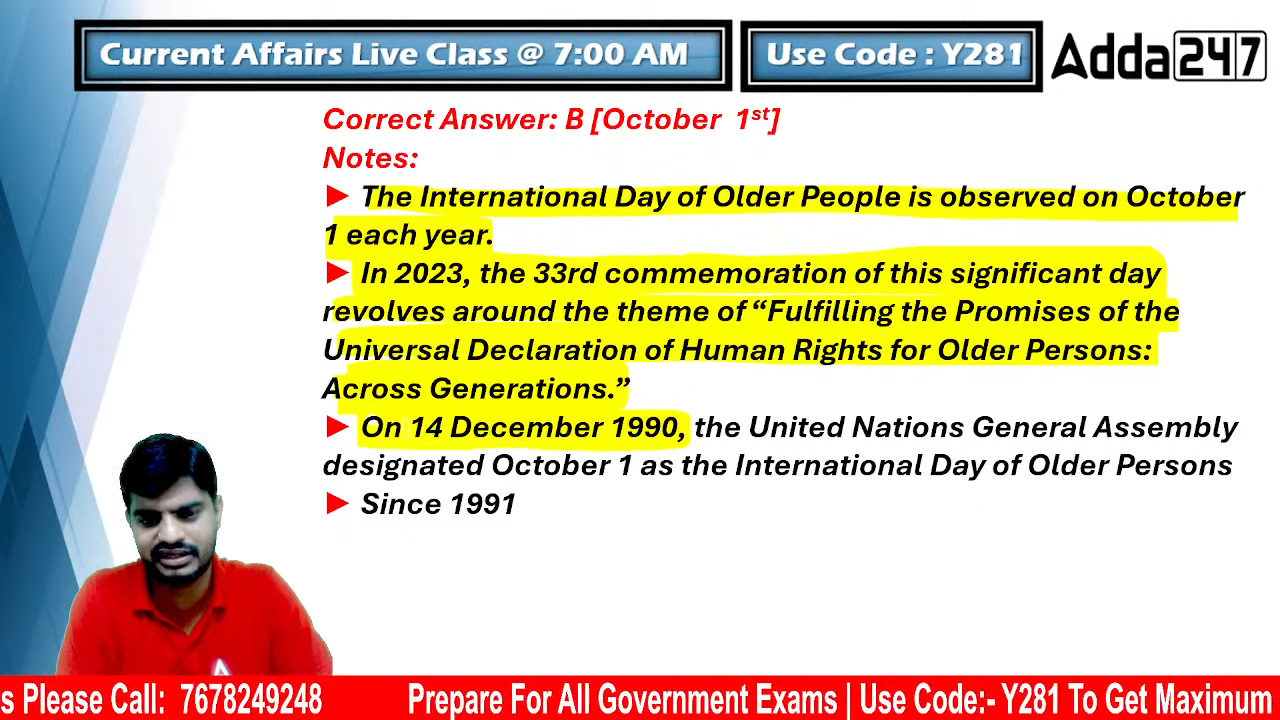 Current Affairs Live Class @ 7:00 AM
Use Code : Y281
Adda247
Correct Answer: B [October 1st]
Notes:
► The International Day of Older People is observed on October
1 each year.
► In 2023, the 33rd commemoration of this significant day
revolves around the theme of “Fulfilling the Promises of the
Universal Declaration of Human Rights for Older Persons:
Across Generations.”
► On 14 December 1990, the United Nations General Assembly
designated October 1 as the International Day of Older Persons
► Since 1991
s Please Call: 7678249248 Prepare For All Government Exams | Use Code:- Y281 To Get Maximum